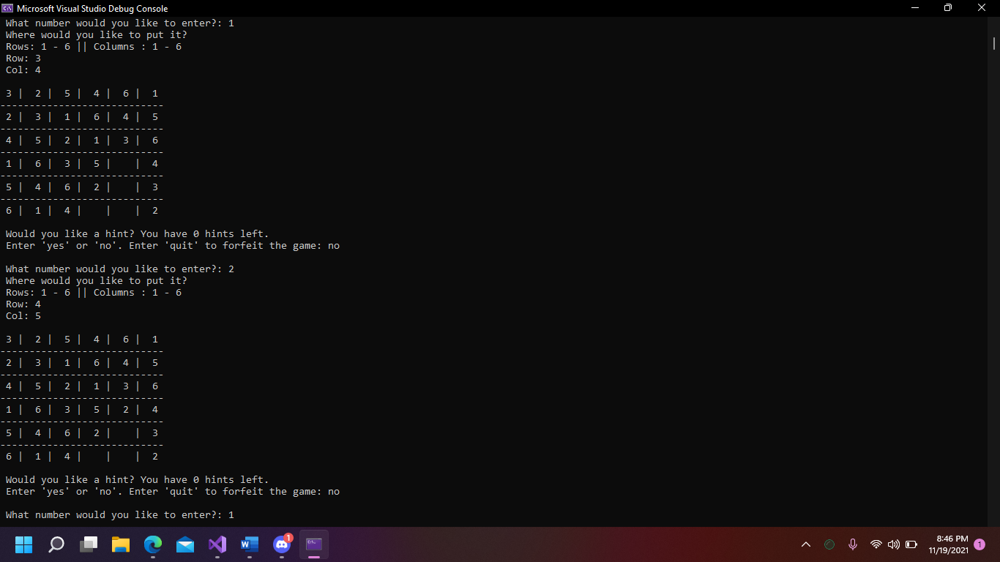 Microsoft Visual Studio Debug Console
What number would you like to enter?: 1
Where would you like to put it?
Rows: 1 - 6 || Columns : 1 - 6
Row: 3
Col: 4
3 |  2 |  5 |  4 |  6 |  1
----------------------------
2 |  3 |  1 |  6 |  4 |  5
----------------------------
4 |  5 |  2 |  1 |  3 |  6
----------------------------
1 |  6 |  3 |  5 |    |  4
----------------------------
5 |  4 |  6 |  2 |    |  3
----------------------------
6 |  1 |  4 |    |    |  2
Would you like a hint? You have 0 hints left.
Enter 'yes' or 'no'. Enter 'quit' to forfeit the game: no
What number would you like to enter?: 2
Where would you like to put it?
Rows: 1 - 6 || Columns : 1 - 6
Row: 4
Col: 5
3 |  2 |  5 |  4 |  6 |  1
----------------------------
2 |  3 |  1 |  6 |  4 |  5
----------------------------
4 |  5 |  2 |  1 |  3 |  6
----------------------------
1 |  6 |  3 |  5 |  2 |  4
----------------------------
5 |  4 |  6 |  2 |    |  3
----------------------------
6 |  1 |  4 |    |    |  2
Would you like a hint? You have 0 hints left.
Enter 'yes' or 'no'. Enter 'quit' to forfeit the game: no
What number would you like to enter?: 1
W
1
8:46 PM
11/19/2021
1